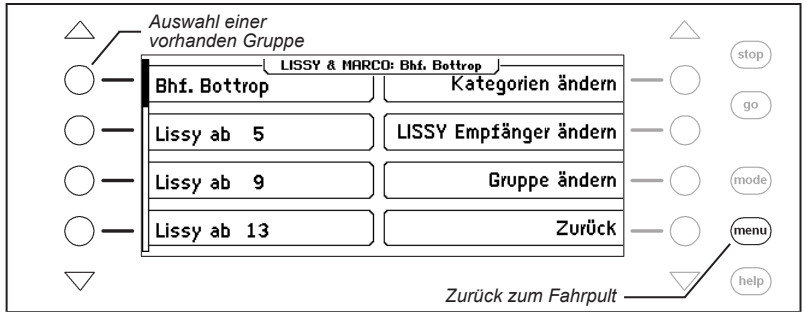 Auswahl einer
vorhanden Gruppe
LISSY & MARCO: Bhf. Bottrop
Bhf. Bottrop
Kategorien ändern
Lissy ab 5
LISSY Empfänger ändern
Lissy ab 9
Gruppe ändern
Lissy ab 13
Zurück
stop
go
mode
menu
help
Zurück zum Fahrpult